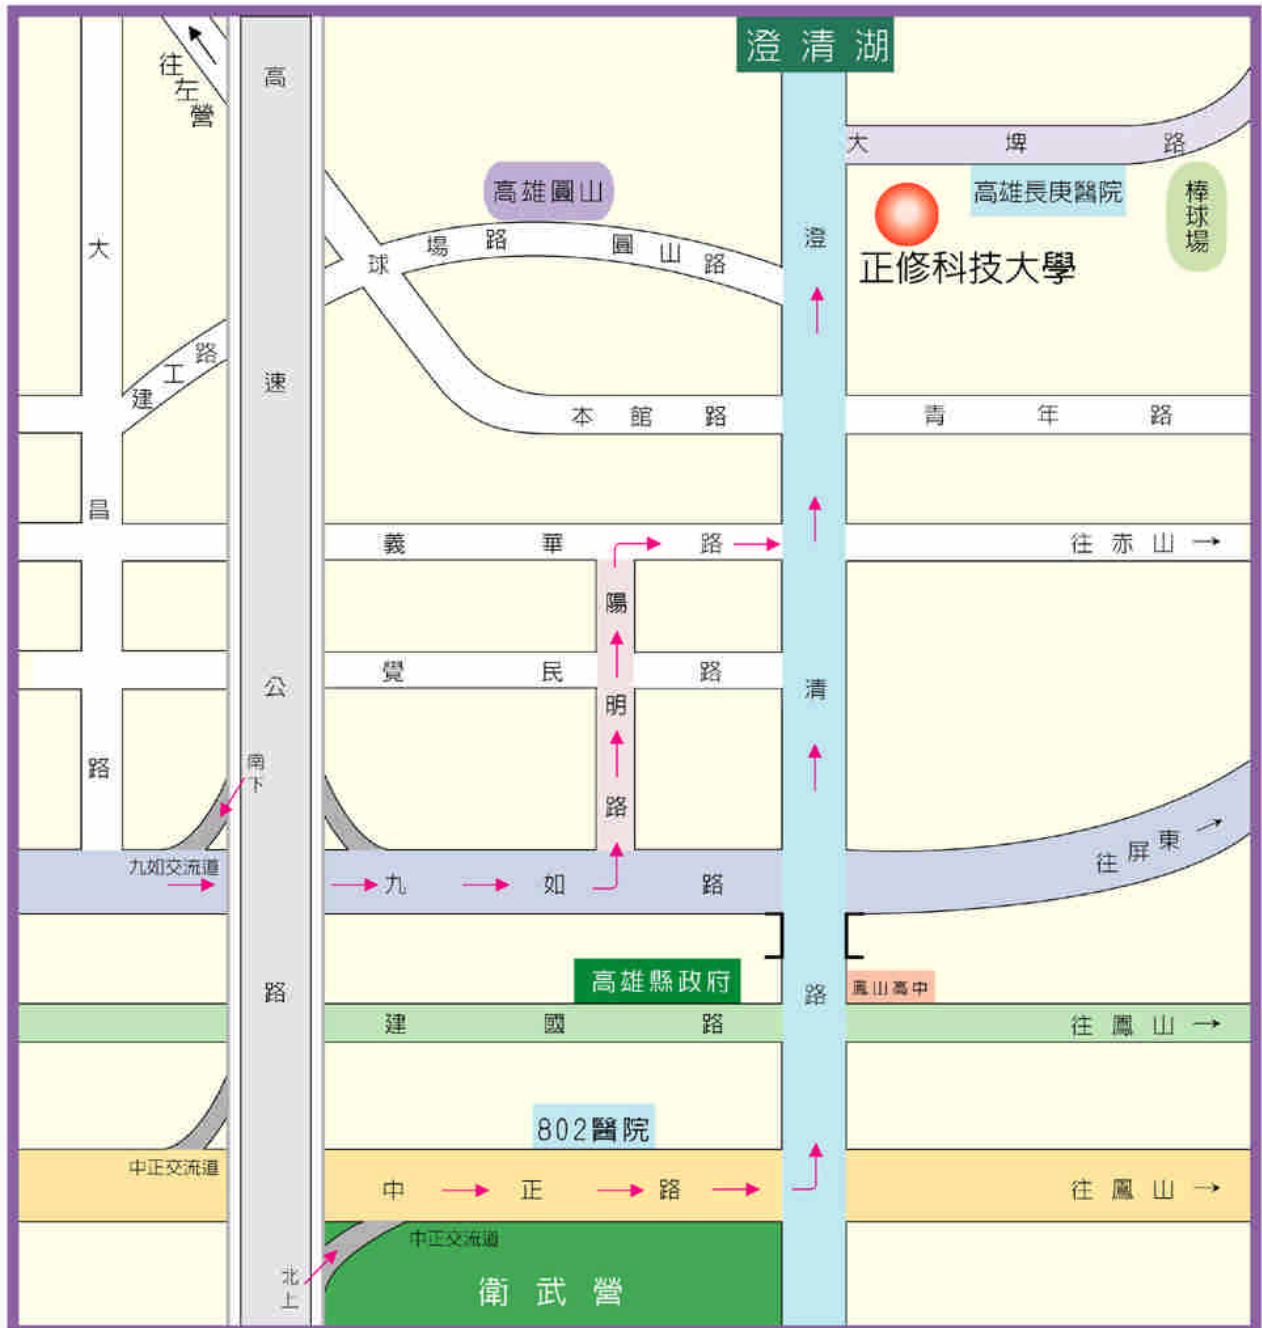 澄清湖
往左營
高速公路
大埤路
高雄圓山
高雄長庚醫院
棒球場
正修科技大學
大昌路
球場路
圓山路
澄清路
建工路
本館路
青年路
義華路
往赤山
陽明路
覺民路
南下
九如交流道
九如路
往屏東
高雄縣政府
鳳山高中
建國路
往鳳山
802醫院
中正交流道
中正路
往鳳山
中正交流道
北上
衛武營